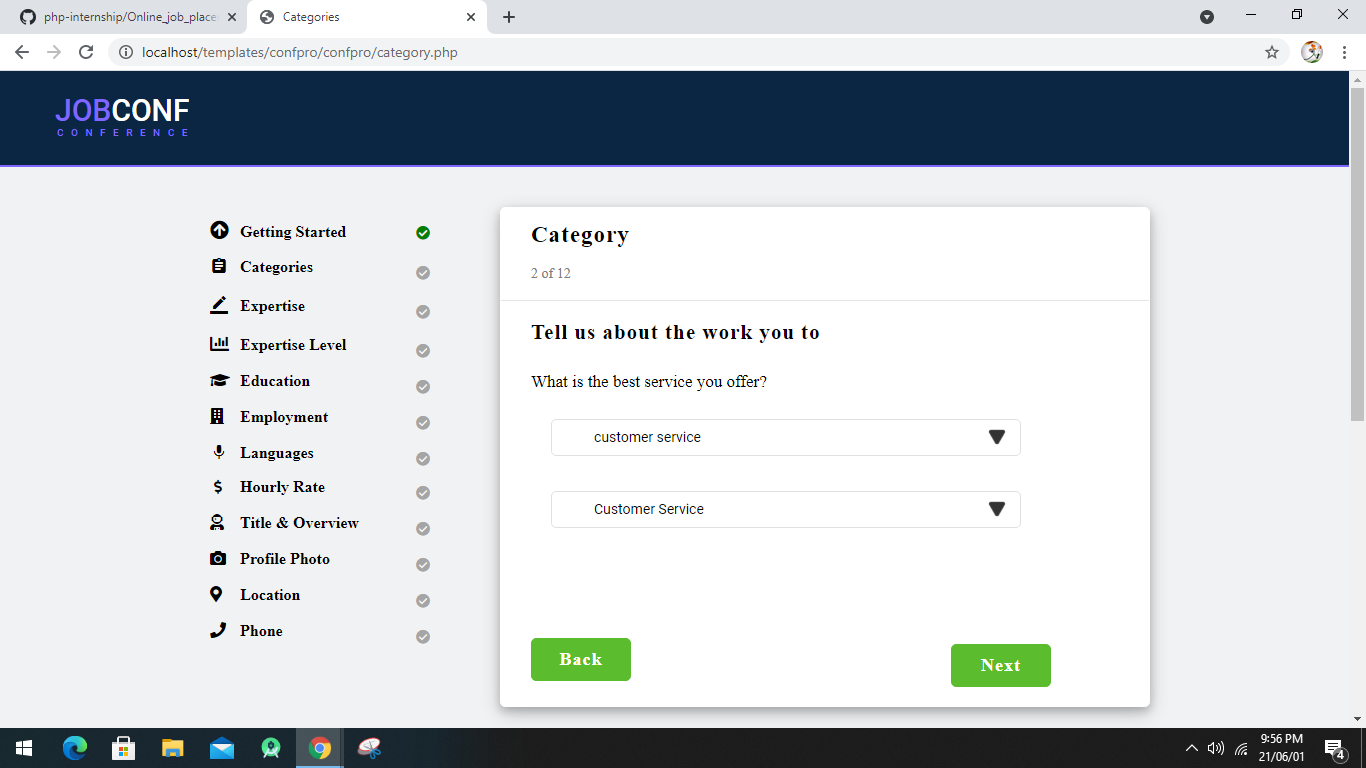 php-internship/Online_job_place
Categories
localhost/templates/confpro/confpro/category.php
JOBCONF
CONFERENCE
Getting Started
Categories
Expertise
Expertise Level
Education
Employment
Languages
Hourly Rate
Title & Overview
Profile Photo
Location
Phone
Category
2 of 12
Tell us about the work you to
What is the best service you offer?
customer service
Customer Service
Back
Next
9:56 PM
21/06/01
4